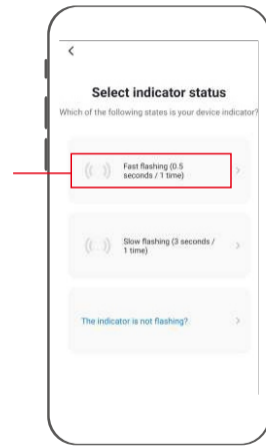 Select indicator status
Which of the following states is your device indicator?
Fast flashing (0.5
seconds / 1 time)
Slow flashing (3 seconds /
1 time)
The indicator is not flashing?